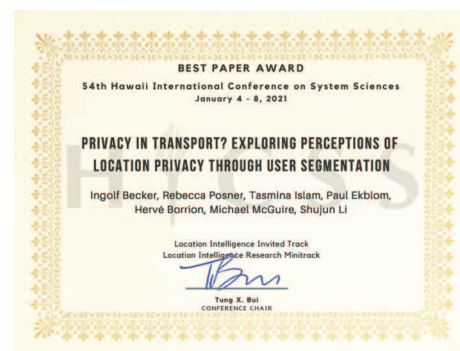 BEST PAPER AWARD
54th Hawaii International Conference on System Sciences
January 4 - 8, 2021
PRIVACY IN TRANSPORT? EXPLORING PERCEPTIONS OF
LOCATION PRIVACY THROUGH USER SEGMENTATION
HICSS
Ingolf Becker, Rebecca Posner, Tasmina Islam, Paul Ekblom,
Hervé Borrion, Michael McGuire, Shujun Li
Location Intelligence Invited Track
Location Intelligence Research Minitrack
Tung X. Bui
CONFERENCE CHAIR